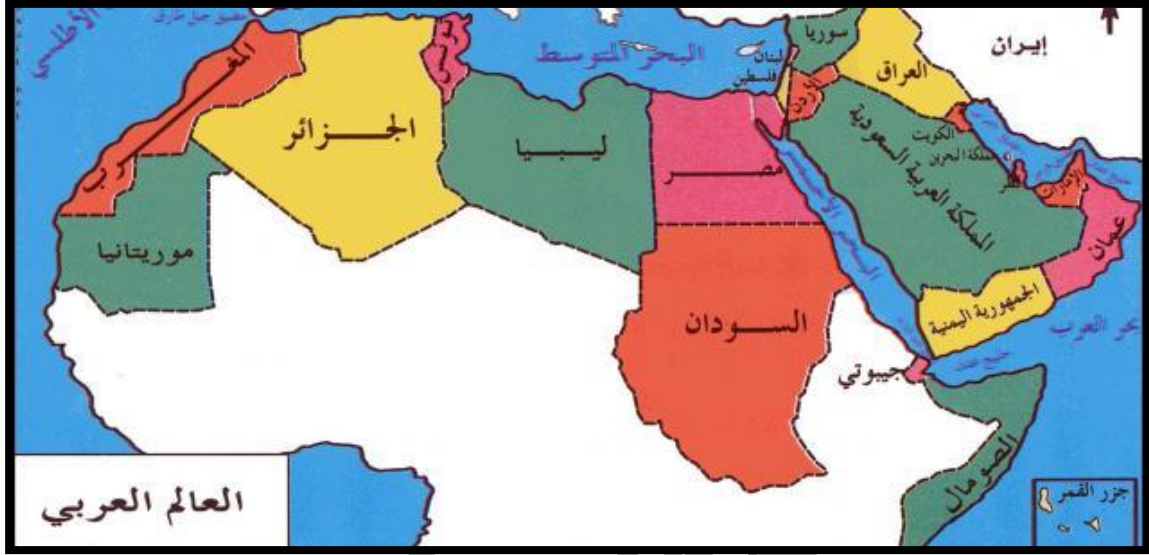 مضيق جبل طارق
المغرب
الجزائر
تونس
البحر المتوسط
ليبيا
مصر
موريتانيا
السودان
لبنان
فلسطين
سوريا
الأردن
العراق
إيران
الكويت
مملكة البحرين
قطر
الإمارات
المملكة العربية السعودية
عمان
الجمهورية اليمنية
البحر الأحمر
بحر العرب
خليج عدن
جيبوتي
الصومال
جزر القمر
العالم العربي